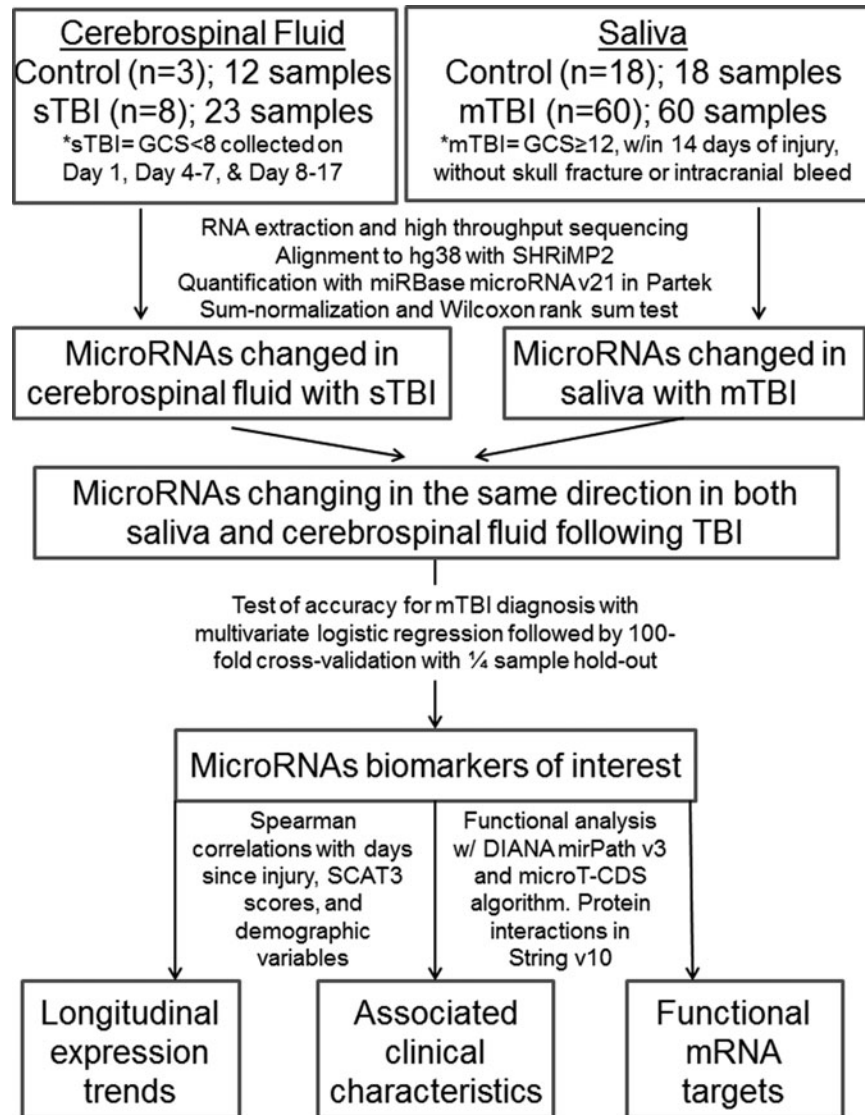 Cerebrospinal Fluid
Control (n=3); 12 samples
sTBI (n=8); 23 samples
*sTBI= GCS<8 collected on
Day 1, Day 4-7, & Day 8-17
Saliva
Control (n=18); 18 samples
mTBI (n=60); 60 samples
*mTBI= GCS≥12, w/in 14 days of injury,
without skull fracture or intracranial bleed
RNA extraction and high throughput sequencing
Alignment to hg38 with SHRiMP2
Quantification with miRBase microRNA v21 in Partek
Sum-normalization and Wilcoxon rank sum test
MicroRNAs changed in
cerebrospinal fluid with sTBI
MicroRNAs changed in
saliva with mTBI
MicroRNAs changing in the same direction in both
saliva and cerebrospinal fluid following TBI
Test of accuracy for mTBI diagnosis with
multivariate logistic regression followed by 100-
fold cross-validation with ¼ sample hold-out
MicroRNAs biomarkers of interest
Spearman
correlations with days
since injury, SCAT3
scores, and
demographic
variables
Functional analysis
w/ DIANA mirPath v3
and microT-CDS
algorithm. Protein
interactions in
String v10
Longitudinal
expression
trends
Associated
clinical
characteristics
Functional
mRNA
targets